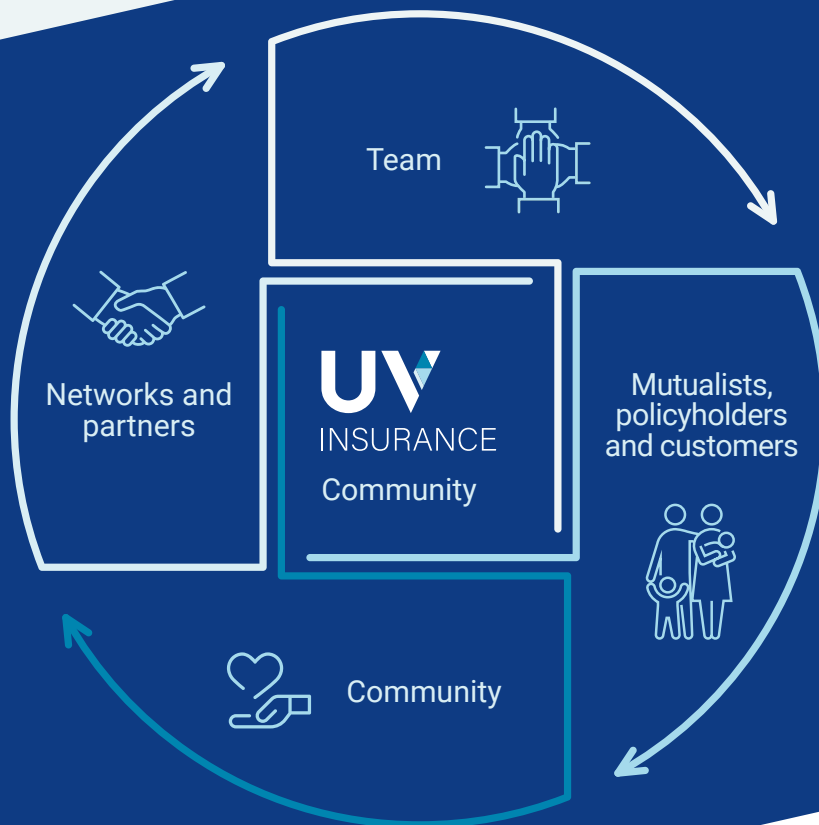 Team
Networks and
partners
UV
INSURANCE
Community
Mutualists,
policyholders
and customers
Community